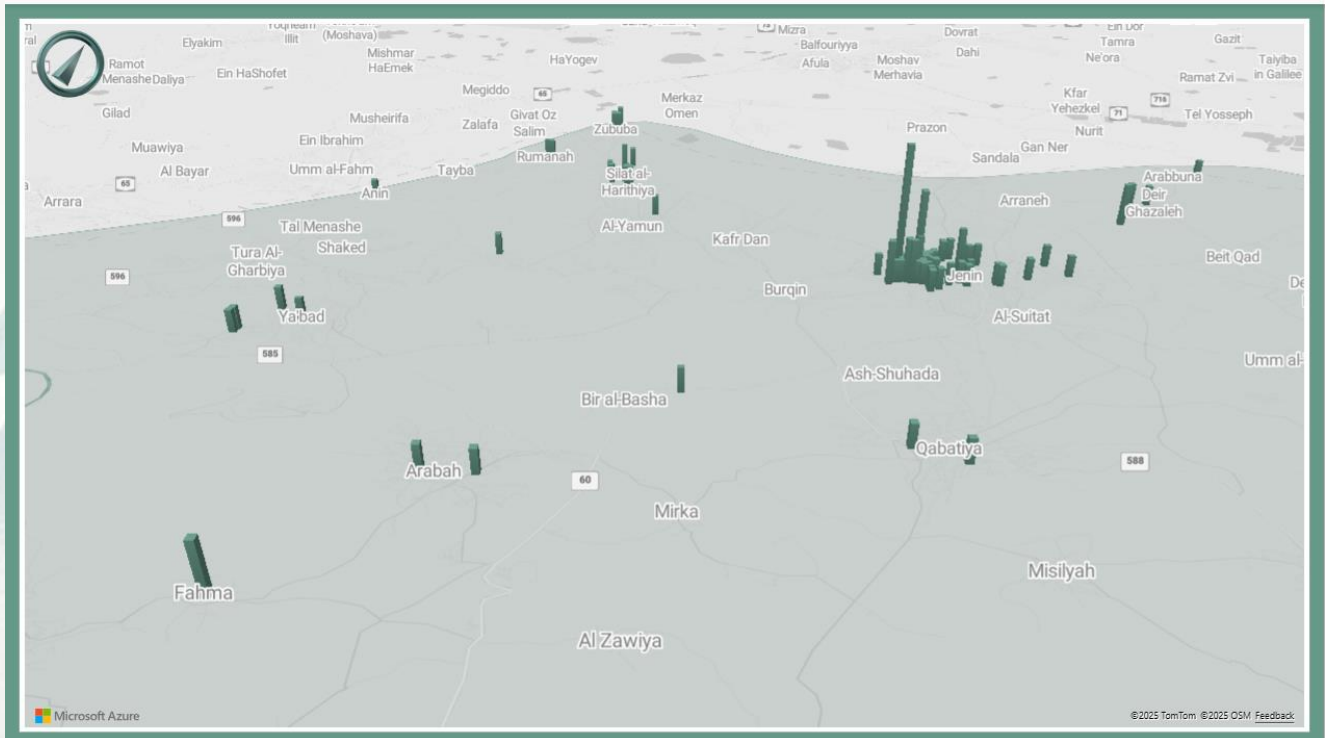 Yoqneam
Illit
(Moshava)
Elyakim
Mishmar
HaEmek
HaYogev
Mizra
Balfouriyya
Afula
Dovrat
Dahi
Moshav
Merhavia
Ein Dor
Tamra
Ne'ora
Gazit
Taiyiba
in Galilee
Ramat Zvi
Ramot
Menashe
Daliya
Ein HaShofet
Gilad
Megiddo
65
Merkaz
Omen
Kfar
Yehezkel
71
716
Tel Yosseph
Nurit
Musheirifa
Zalafa
Givat Oz
Salim
Zububa
Prazon
Gan Ner
Sandala
Muawiya
Ein Ibrahim
Rumanah
Al Bayar
Umm al-Fahm
Tayba
Silat al-
Harithiya
Arabbuna
65
Anin
Arrara
Arraneh
Deir
Ghazaleh
596
Tal Menashe
Al-Yamun
Kafr Dan
Tura Al-
Gharbiya
Shaked
Beit Qad
596
Burqin
Jenin
Ya'bad
Al-Suitat
585
Umm al-
Ash-Shuhada
Bir al-Basha
Qabatiya
Arabah
60
588
Mirka
Misilyah
Fahma
Al Zawiya
Microsoft Azure
©2025 TomTom ©2025 OSM Feedback